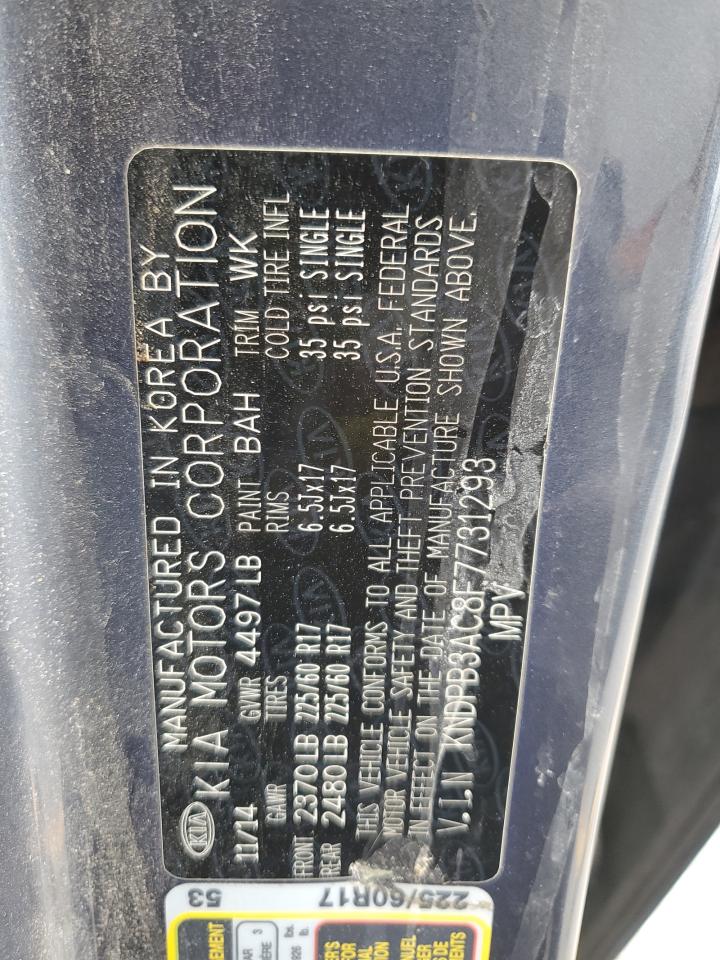 MANUFACTURED IN KOREA BY
KIA KIA MOTORS CORPORATION
11/14 GVWR 4497 LB PAINT BAH TRIM WK
GAWR TIRES RIMS COLD TIRE INFL
FRONT 2370 LB 225/60 R17 6.5Jx17 35 psi SINGLE
REAR 2480 LB 225/60 R17 6.5Jx17 35 psi SINGLE
THIS VEHICLE CONFORMS TO ALL APPLICABLE U.S.A. FEDERAL
MOTOR VEHICLE SAFETY AND THEFT PREVENTION STANDARDS
IN EFFECT ON THE DATE OF MANUFACTURE SHOWN ABOVE.
V.I.N KNDPB3AC8F7731293
MPV
225/60R17
53